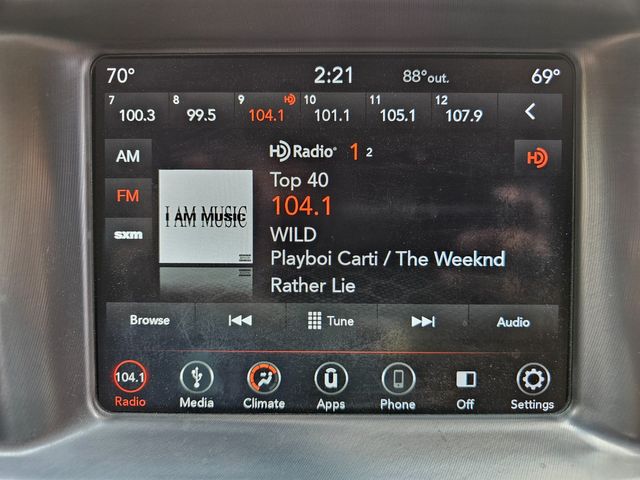 70° 2:21 88°out. 69°
7 100.3 8 99.5 9 104.1 10 101.1 11 105.1 12 107.9
AM HD Radio 1 2 HD
Top 40
FM 104.1
I AM MUSIC
sxm WILD
Playboi Carti / The Weeknd
Rather Lie
Browse Tune Audio
104.1
Radio Media Climate Apps Phone Off Settings